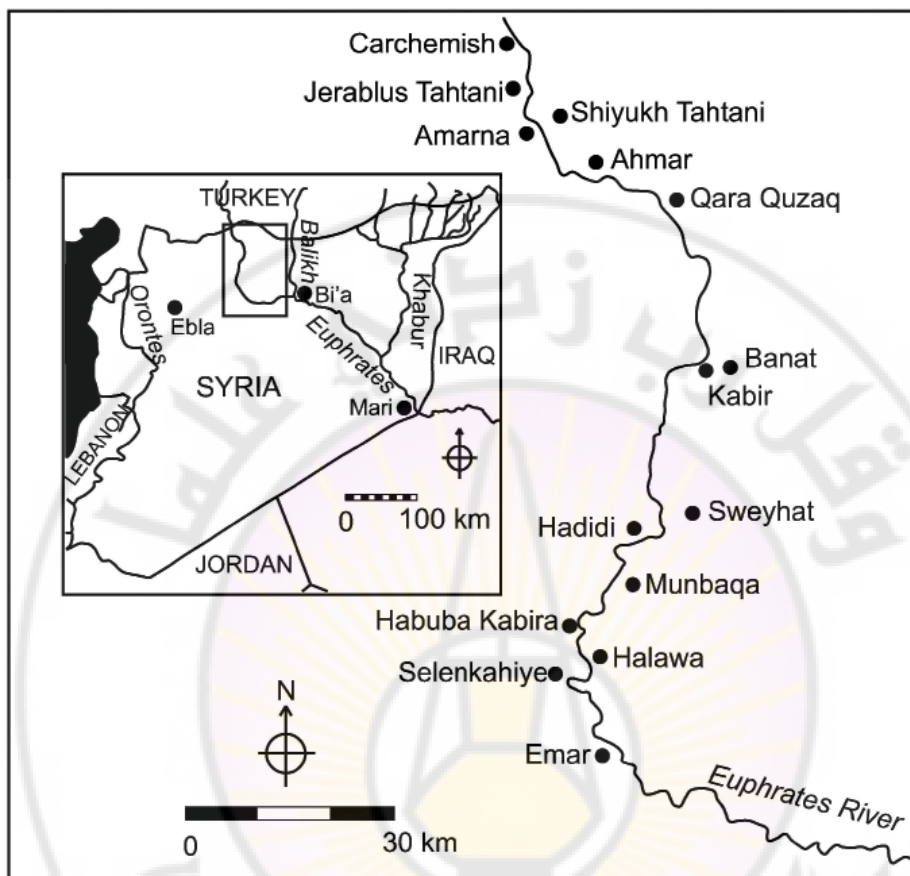 Carchemish
Jerablus Tahtani
Shiyukh Tahtani
Amarna
Ahmar
Qara Quzaq
TURKEY
Balikh
Bi'a
Khabur
Orontes
Ebla
Euphrates
IRAQ
SYRIA
Mari
LEBANON
0 100 km
JORDAN
Banat
Kabir
Sweyhat
Hadidi
Munbaqa
Habuba Kabira
Halawa
Selenkahiye
N
Emar
Euphrates River
0 30 km